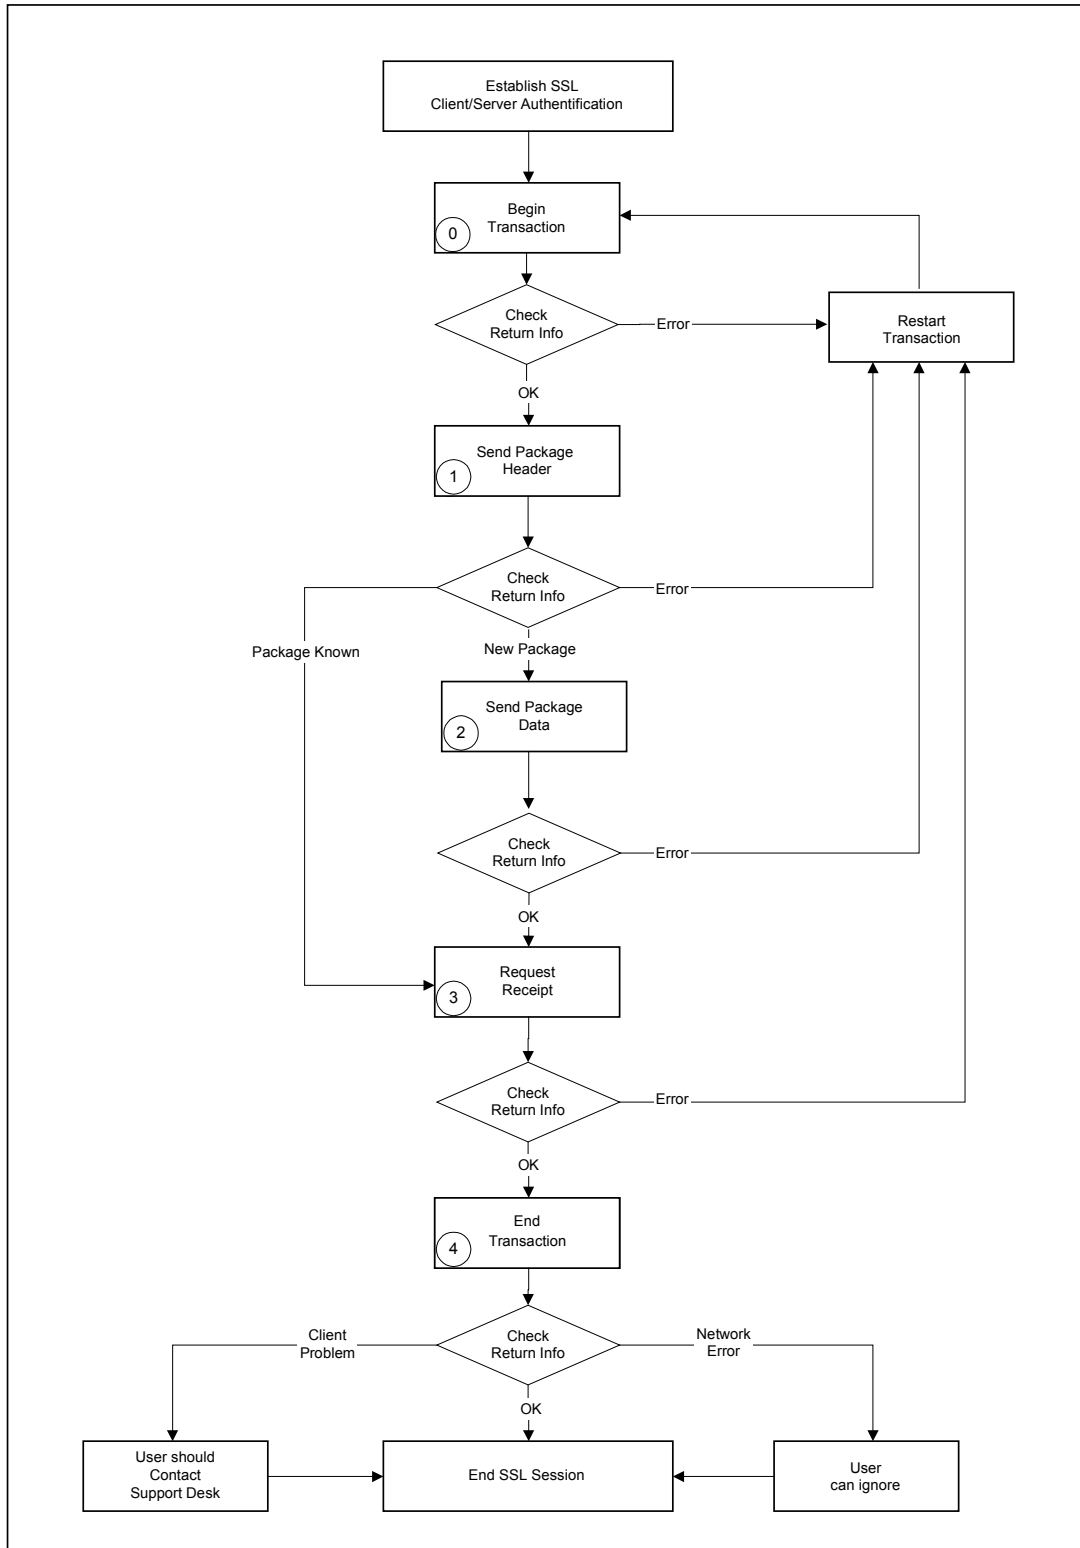 Establish SSL
Client/Server Authentification
Begin
Transaction
0
Check
Return Info
Error
Restart
Transaction
OK
Send Package
Header
1
Check
Return Info
Error
Package Known
New Package
Send Package
Data
2
Check
Return Info
Error
OK
Request
Receipt
3
Check
Return Info
Error
OK
End
Transaction
4
Client
Problem
Check
Return Info
Network
Error
OK
User should
Contact
Support Desk
End SSL Session
User
can ignore